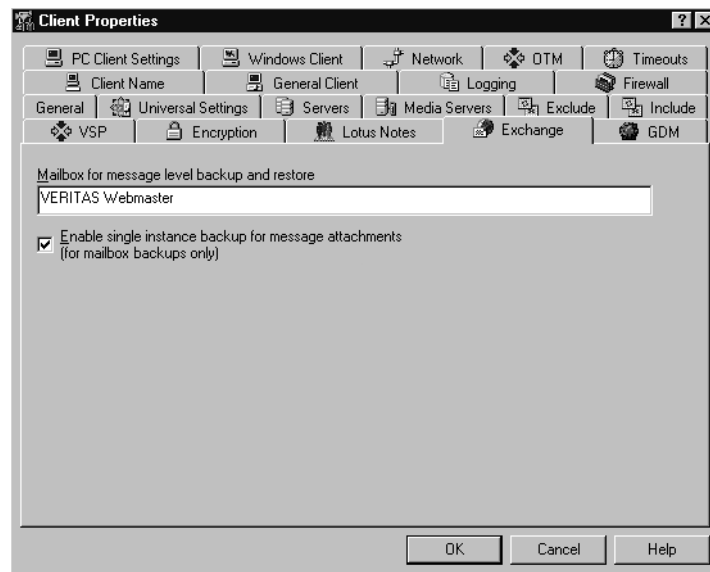 Client Properties
PC Client Settings Windows Client Network OTM Timeouts
Client Name General Client Logging Firewall
General Universal Settings Servers Media Servers Exclude Include
VSP Encryption Lotus Notes Exchange GDM
Mailbox for message level backup and restore
VERITAS Webmaster
Enable single instance backup for message attachments
(for mailbox backups only)
OK Cancel Help